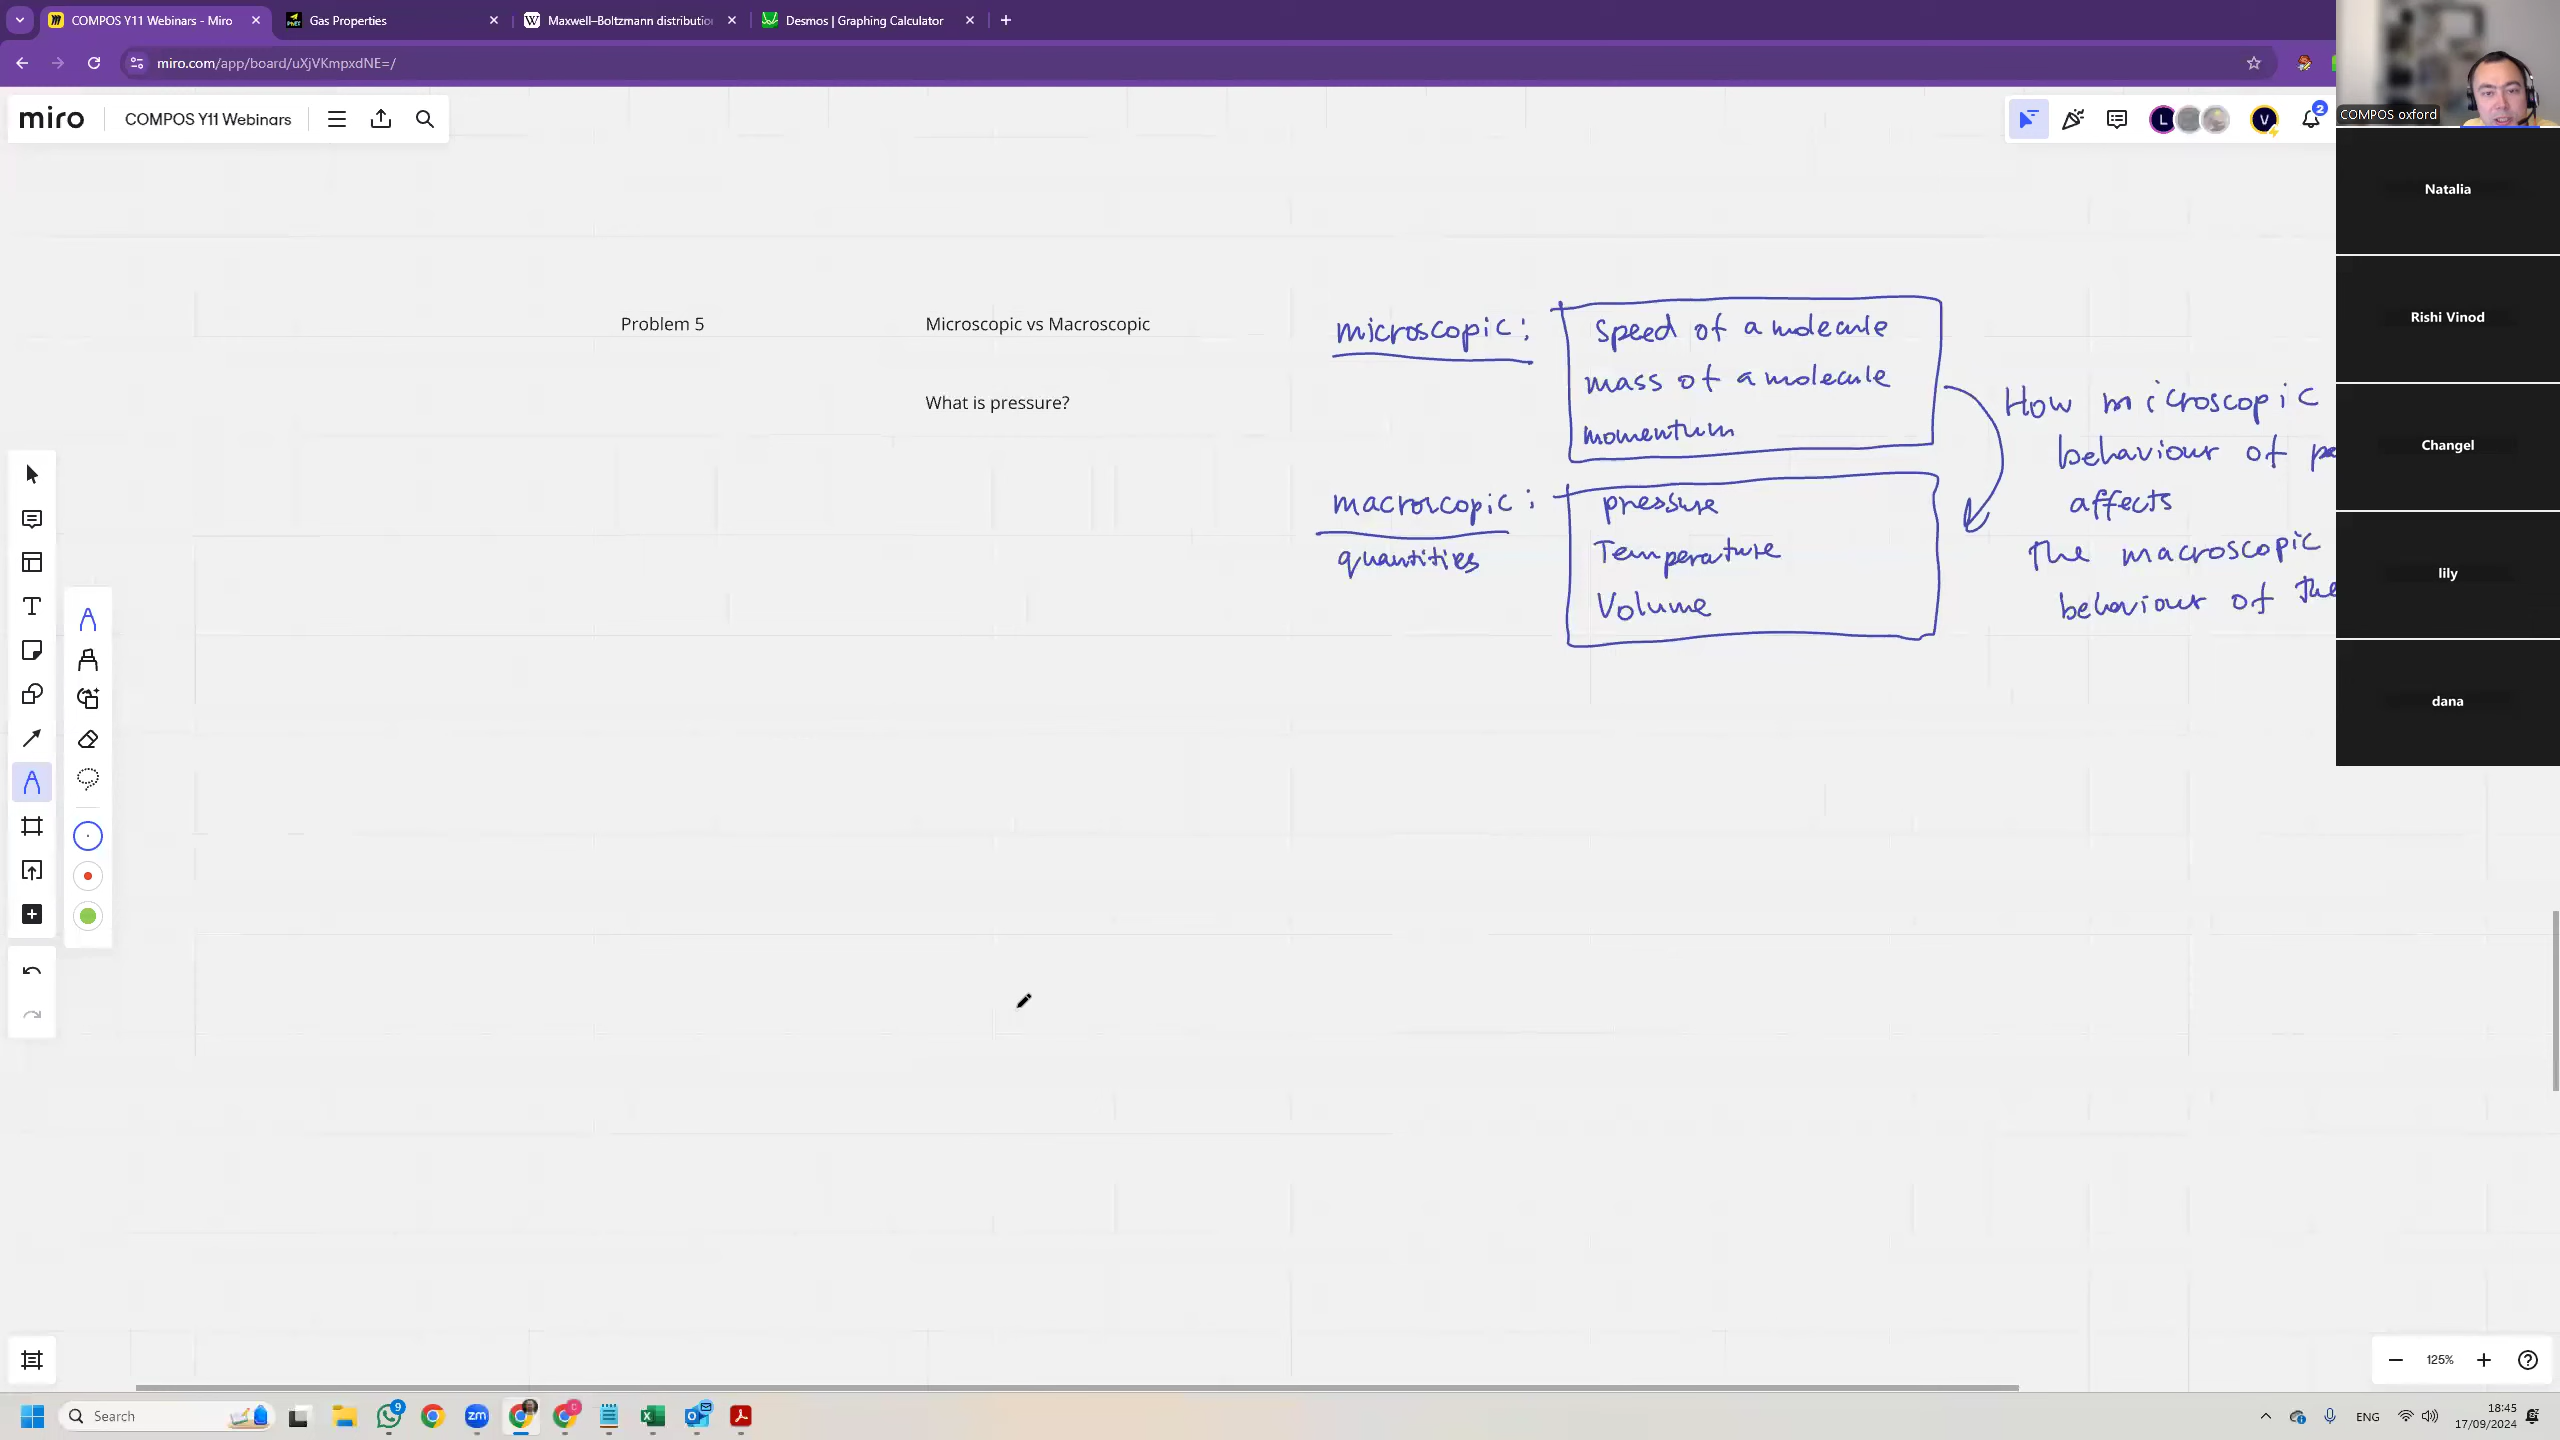 COMPOS Y11 Webinars - Miro
Gas Properties
Maxwell–Boltzmann distributio
Desmos | Graphing Calculator
miro.com/app/board/uXjVKmpxdNE=/
miro
COMPOS Y11 Webinars
L
V
2
COMPOS oxford
Natalia
Rishi Vinod
Changel
lily
dana
Problem 5
Microscopic vs Macroscopic
What is pressure?
microscopic:
Speed of a molecule
mass of a molecule
momentum
macroscopic:
quantities
pressure
Temperature
Volume
How microscopic
behaviour of
affects
the macroscopic
behaviour of the
125%
Search
9
zm
ENG
18:45
17/09/2024